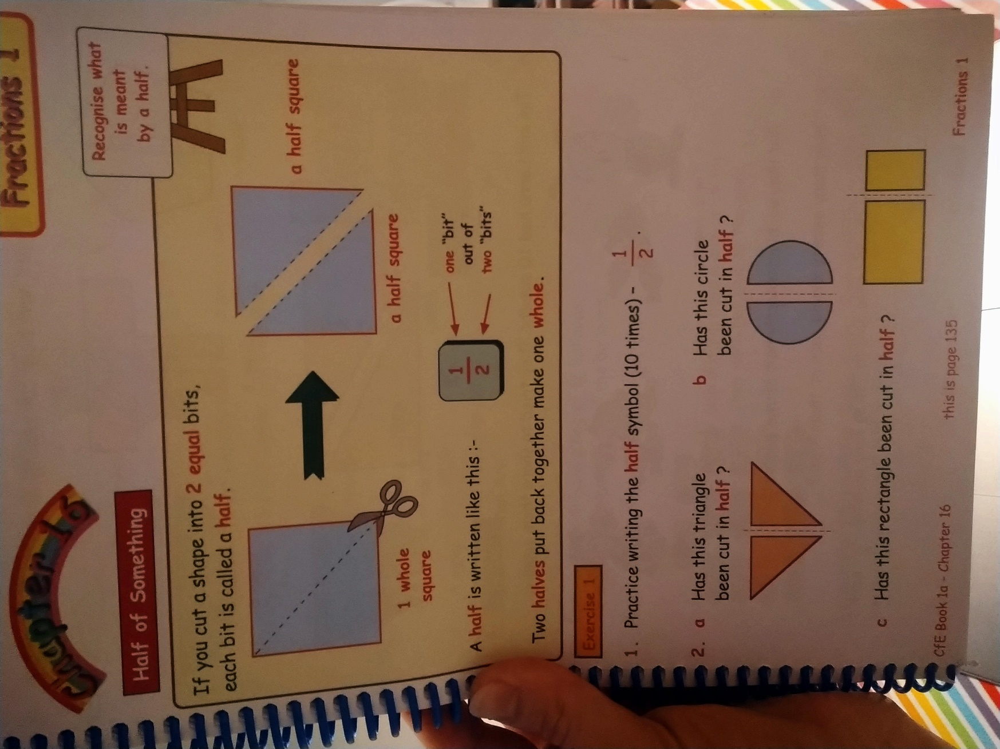 Fractions 1
Chapter 16
Recognise what
is meant
by a half.
Half of Something
If you cut a shape into 2 equal bits,
each bit is called a half.
1 whole
square
a half square
a half square
A half is written like this :-
1
2
one "bit"
out of
two "bits"
Two halves put back together make one whole.
Exercise 1
1. Practice writing the half symbol (10 times) - 1/2 .
2. a Has this triangle
been cut in half ?
b Has this circle
been cut in half ?
c Has this rectangle been cut in half ?
CfE Book 1a - Chapter 16
this is page 135
Fractions 1